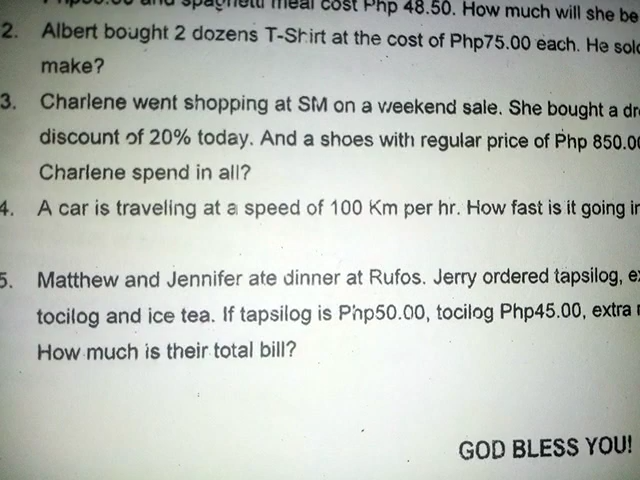 and spaghetti meal cost Php 48.50. How much will she be
2. Albert bought 2 dozens T-Shirt at the cost of Php75.00 each. He sold
make?
3. Charlene went shopping at SM on a weekend sale. She bought a
discount of 20% today. And a shoes with regular price of Php 850.00
Charlene spend in all?
4. A car is traveling at a speed of 100 Km per hr. How fast is it going in
5. Matthew and Jennifer ate dinner at Rufos. Jerry ordered tapsilog,
tocilog and ice tea. If tapsilog is Php50.00, tocilog Php45.00, extra
How much is their total bill?
GOD BLESS YOU!